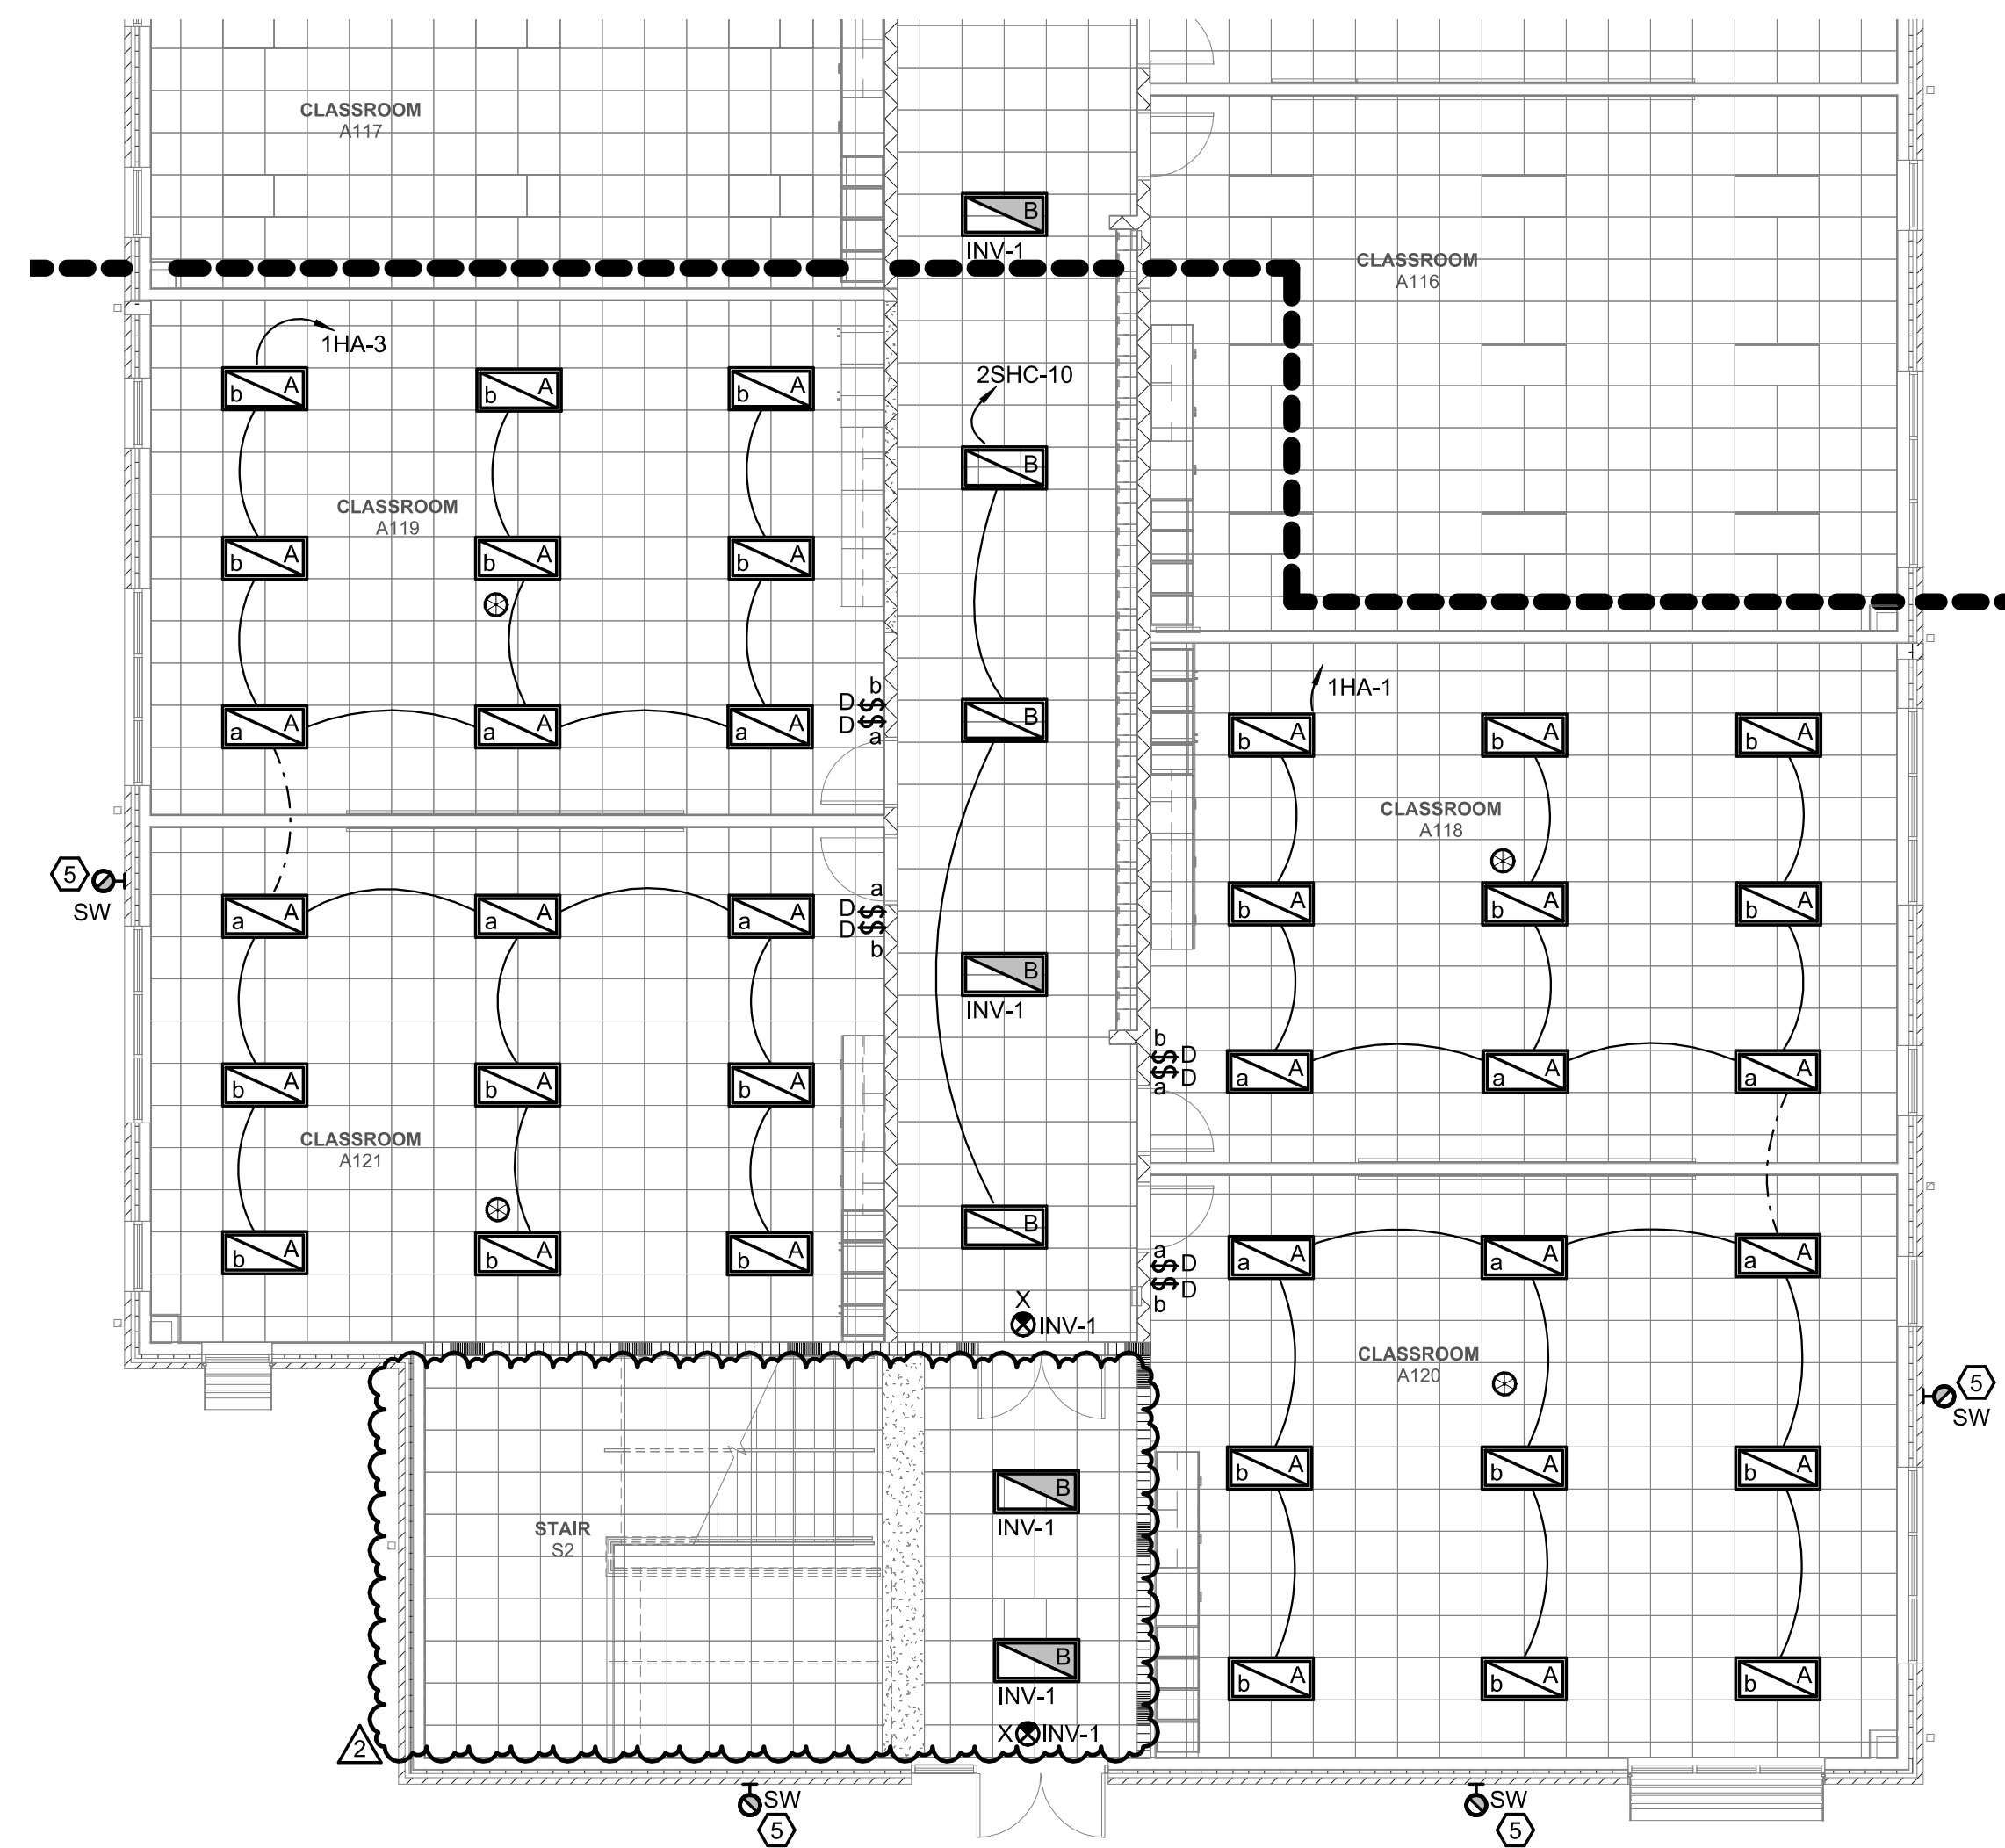 CLASSROOM
A117
B
INV-1
CLASSROOM
A116
1HA-3
2SHC-10
b A
b A
b A
B
CLASSROOM
A119
b A
b A
b A
1HA-1
b
D $
D $
a
a A
a A
a A
B
b A
b A
b A
CLASSROOM
A118
5
SW
a
D $
D $
b
a A
a A
a A
b A
b A
b A
B
INV-1
b
$ D
$ D
a
a A
a A
a A
b A
b A
b A
CLASSROOM
A121
b A
b A
b A
B
a
$ D
$ D
b
a A
a A
a A
X
INV-1
CLASSROOM
A120
5
SW
B
INV-1
b A
b A
b A
STAIR
S2
B
INV-1
b A
b A
b A
X INV-1
2
SW
5
SW
5